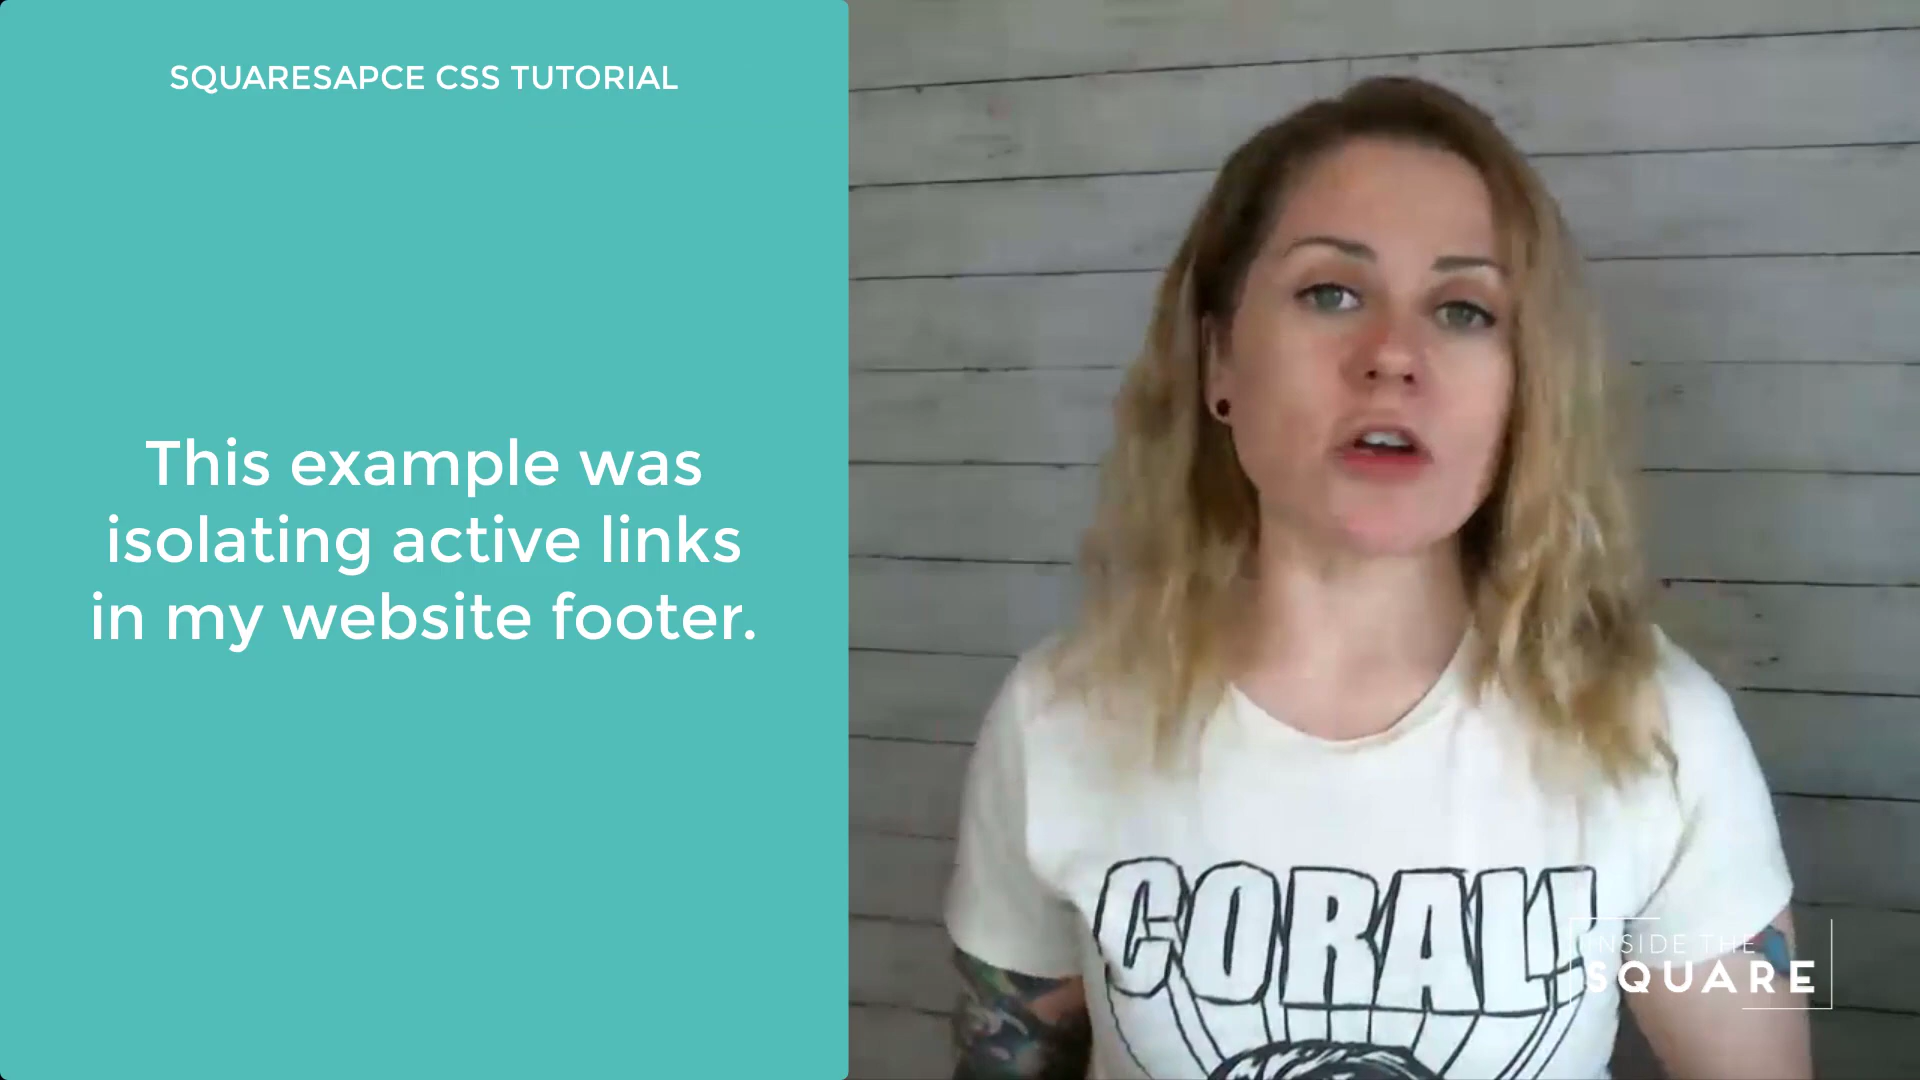 SQUARESAPCE CSS TUTORIAL
This example was
isolating active links
in my website footer.
CORAL
INSIDE THE
SQUARE